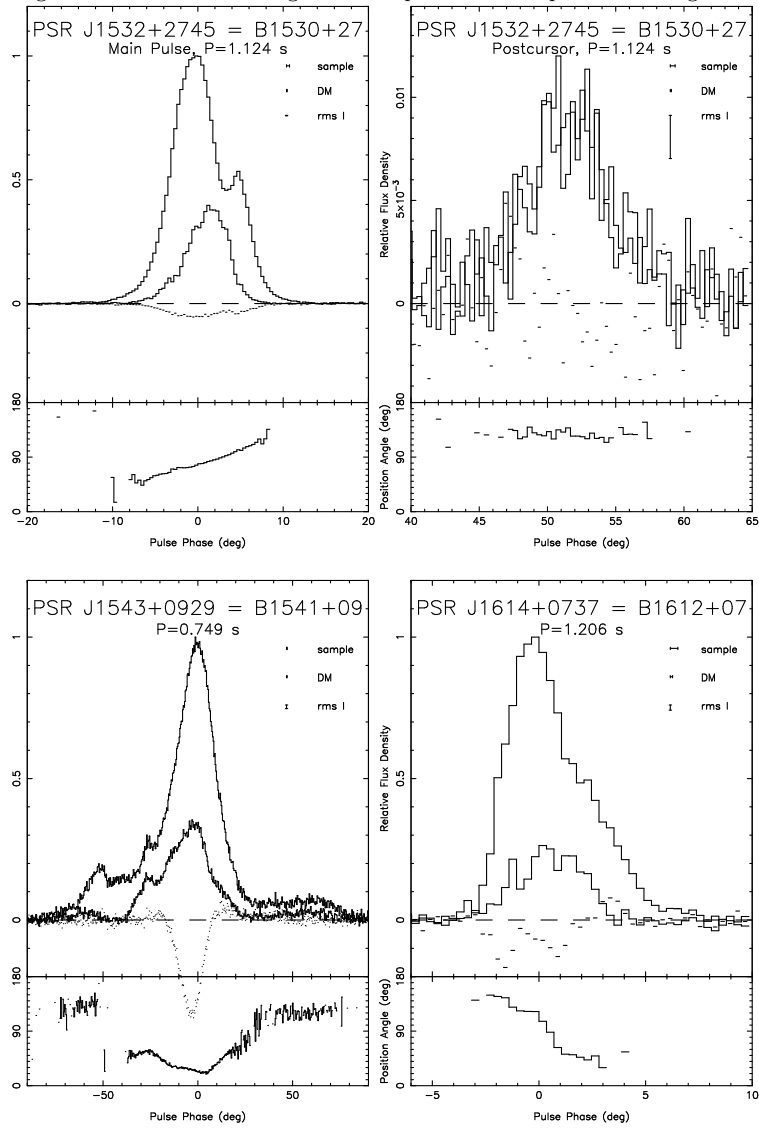 PSR J1532+2745 = B1530+27
Main Pulse, P=1.124 s
sample
DM
rms I
1
0.5
0
180
90
0
−20
−10
0
10
20
Pulse Phase (deg)
PSR J1532+2745 = B1530+27
Postcursor, P=1.124 s
sample
DM
rms I
Relative Flux Density
0.01
5×10⁻³
0
Position Angle (deg)
180
90
0
40
45
50
55
60
65
Pulse Phase (deg)
PSR J1543+0929 = B1541+09
P=0.749 s
sample
DM
rms I
1
0.5
0
180
90
0
−50
0
50
Pulse Phase (deg)
PSR J1614+0737 = B1612+07
P=1.206 s
sample
DM
rms I
Relative Flux Density
1
0.5
0
Position Angle (deg)
180
90
0
−5
0
5
10
Pulse Phase (deg)